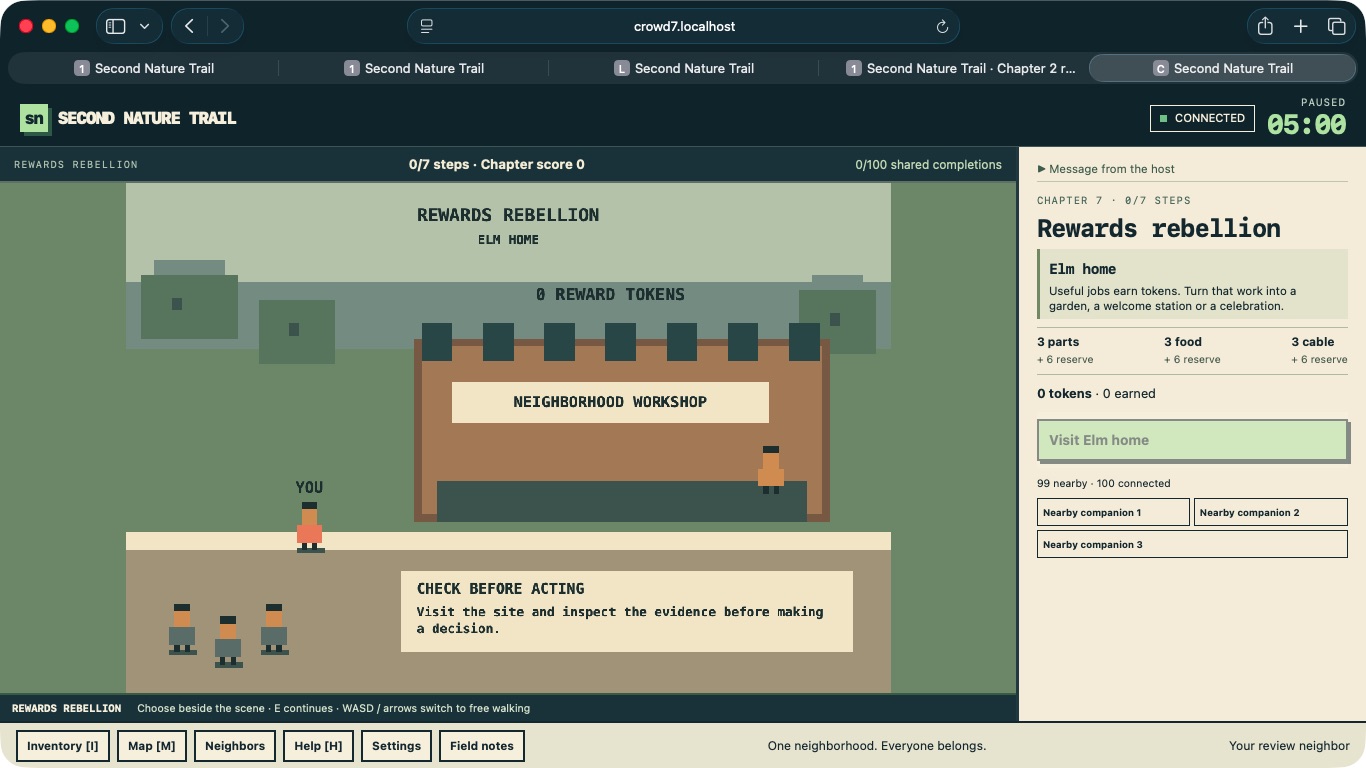 crowd7.localhost
1 Second Nature Trail
1 Second Nature Trail
L Second Nature Trail
1 Second Nature Trail · Chapter 2 r...
C Second Nature Trail
sn SECOND NATURE TRAIL
CONNECTED
PAUSED
05:00
REWARDS REBELLION
0/7 steps · Chapter score 0
0/100 shared completions
REWARDS REBELLION
ELM HOME
0 REWARD TOKENS
NEIGHBORHOOD WORKSHOP
YOU
CHECK BEFORE ACTING
Visit the site and inspect the evidence before making
a decision.
REWARDS REBELLION Choose beside the scene · E continues · WASD / arrows switch to free walking
Message from the host
CHAPTER 7 · 0/7 STEPS
Rewards rebellion
Elm home
Useful jobs earn tokens. Turn that work into a
garden, a welcome station or a celebration.
3 parts 3 food 3 cable
+ 6 reserve + 6 reserve + 6 reserve
0 tokens · 0 earned
Visit Elm home
99 nearby · 100 connected
Nearby companion 1 Nearby companion 2
Nearby companion 3
Inventory [I] Map [M] Neighbors Help [H] Settings Field notes
One neighborhood. Everyone belongs.
Your review neighbor